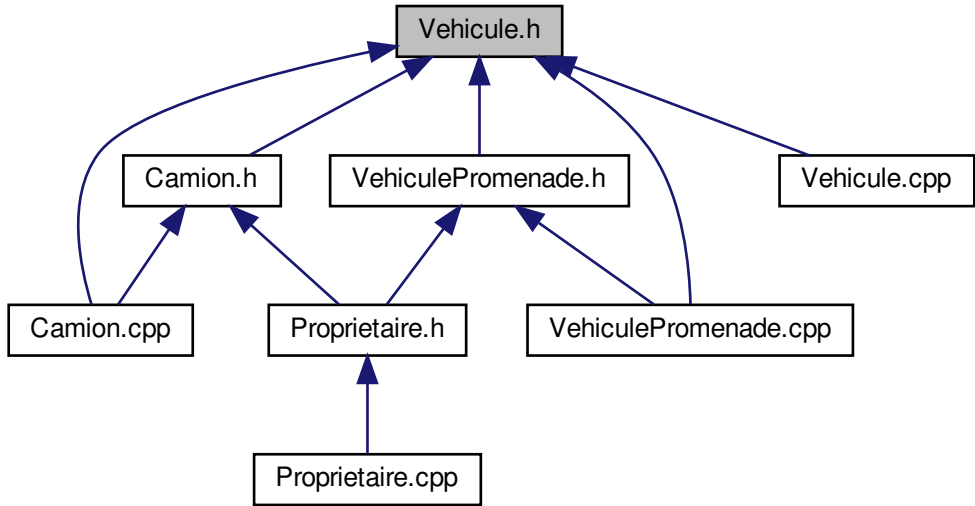 Vehicule.h
Camion.h
VehiculePromenade.h
Vehicule.cpp
Camion.cpp
Proprietaire.h
VehiculePromenade.cpp
Proprietaire.cpp